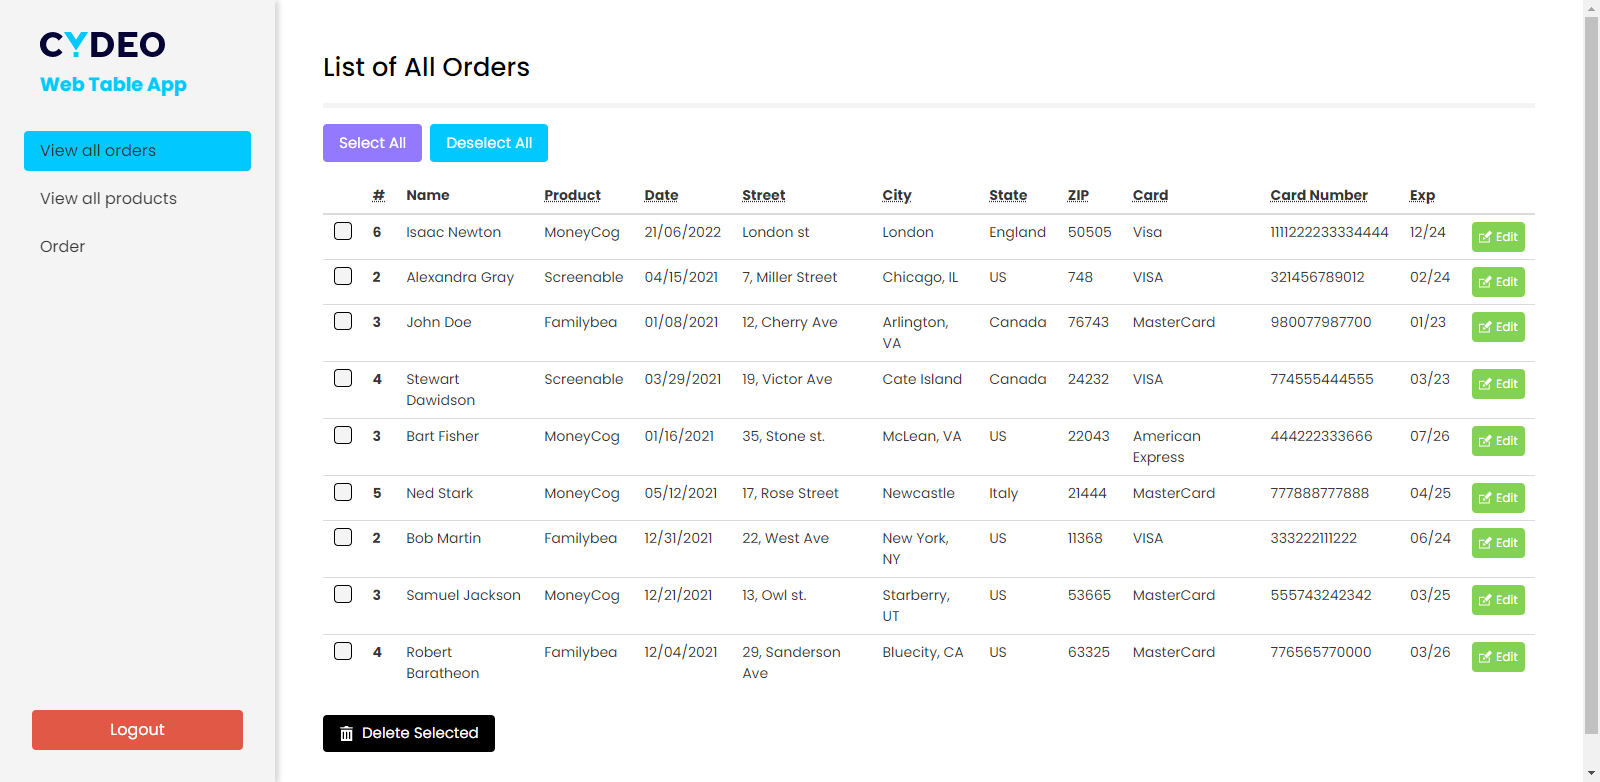 CYDEO
Web Table App
View all orders
View all products
Order
Logout
List of All Orders
Select All Deselect All
# Name Product Date Street City State ZIP Card Card Number Exp
6 Isaac Newton MoneyCog 21/06/2022 London st London England 50505 Visa 1111222233334444 12/24 Edit
2 Alexandra Gray Screenable 04/15/2021 7, Miller Street Chicago, IL US 748 VISA 321456789012 02/24 Edit
3 John Doe Familybea 01/08/2021 12, Cherry Ave Arlington, Canada 76743 MasterCard 980077987700 01/23 Edit
VA
4 Stewart Screenable 03/29/2021 19, Victor Ave Cate Island Canada 24232 VISA 774555444555 03/23 Edit
Dawidson
3 Bart Fisher MoneyCog 01/16/2021 35, Stone st. McLean, VA US 22043 American 444222333666 07/26 Edit
Express
5 Ned Stark MoneyCog 05/12/2021 17, Rose Street Newcastle Italy 21444 MasterCard 777888777888 04/25 Edit
2 Bob Martin Familybea 12/31/2021 22, West Ave New York, US 11368 VISA 333222111222 06/24 Edit
NY
3 Samuel Jackson MoneyCog 12/21/2021 13, Owl st. Starberry, US 53665 MasterCard 555743242342 03/25 Edit
UT
4 Robert Familybea 12/04/2021 29, Sanderson Bluecity, CA US 63325 MasterCard 776565770000 03/26 Edit
Baratheon Ave
Delete Selected